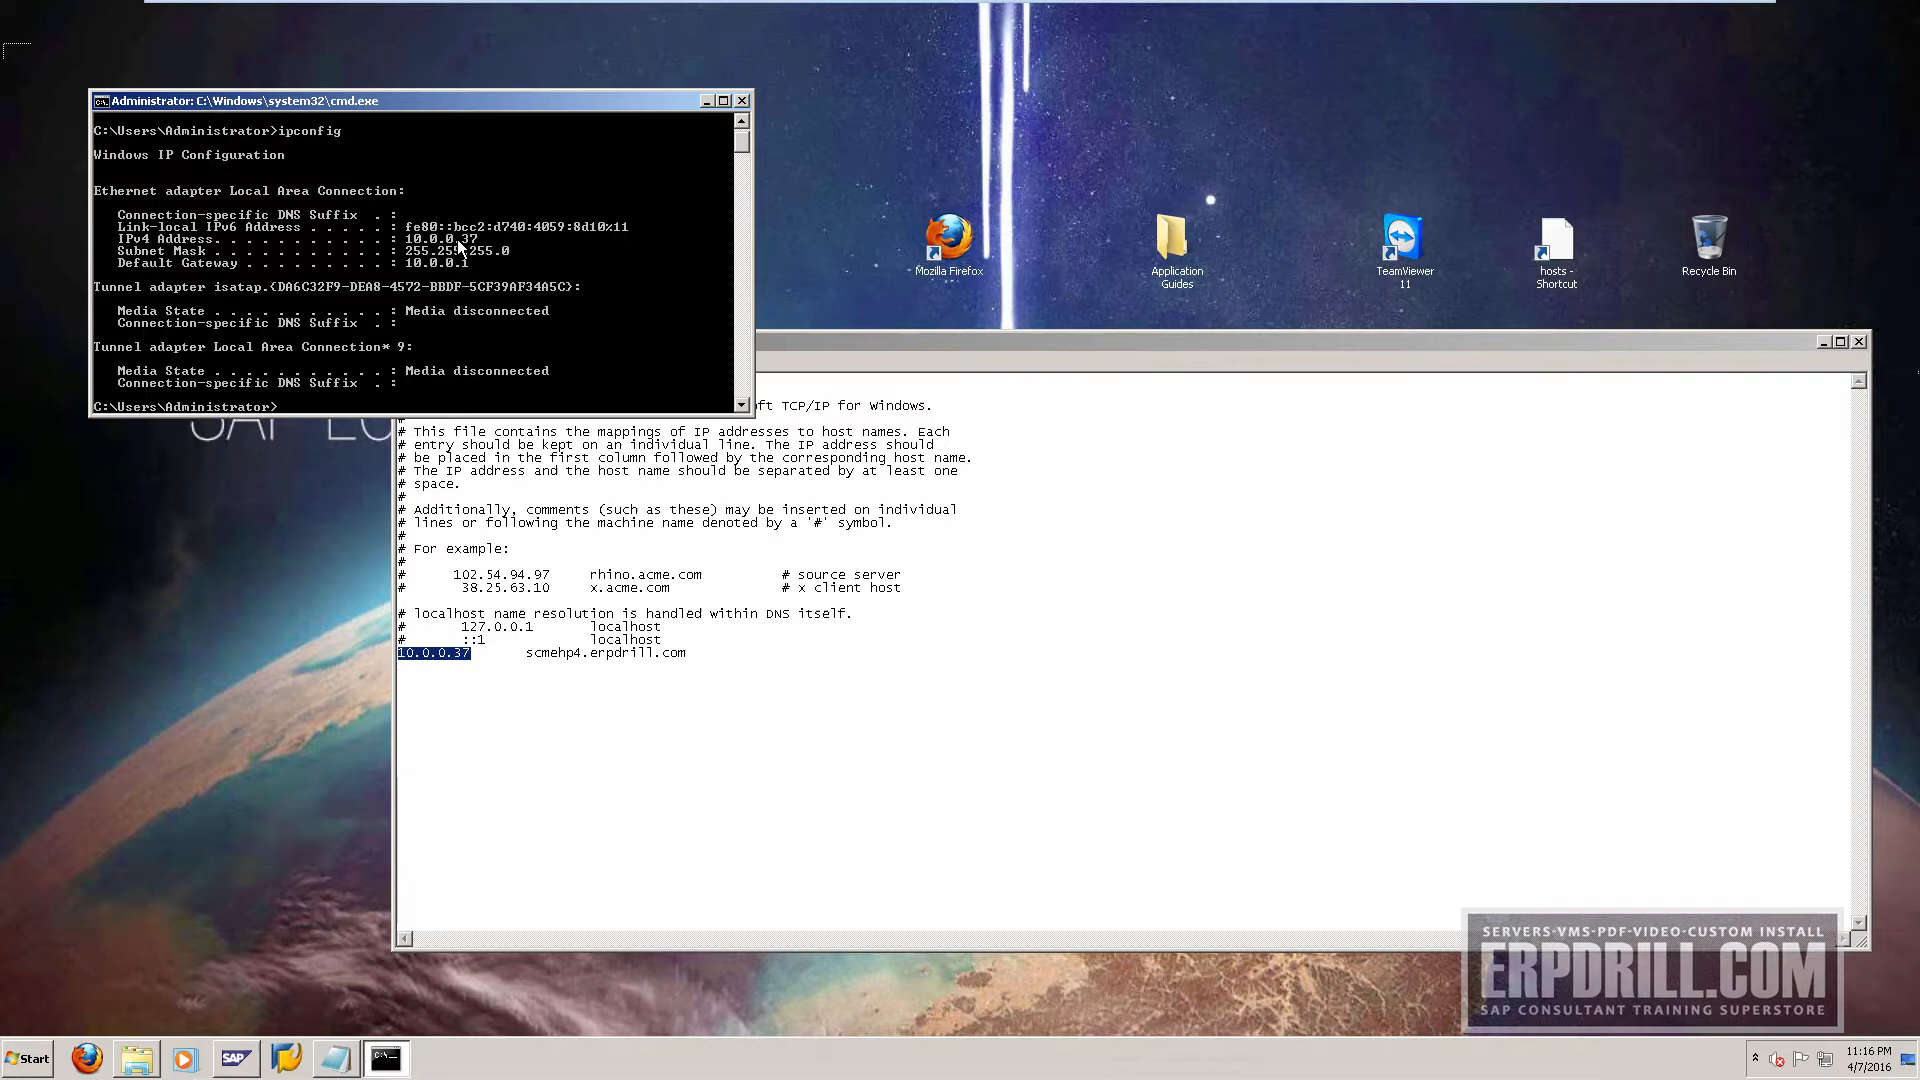 Administrator: C:\Windows\system32\cmd.exe
C:\Users\Administrator>ipconfig
Windows IP Configuration
Ethernet adapter Local Area Connection:
Connection-specific DNS Suffix . :
Link-local IPv6 Address . . . . . : fe80::bcc2:d740:4059:8d10%11
IPv4 Address. . . . . . . . . . . : 10.0.0.37
Subnet Mask . . . . . . . . . . . : 255.255.255.0
Default Gateway . . . . . . . . . : 10.0.0.1
Tunnel adapter isatap.{DA6C32F9-DEA8-4572-BBDF-5CF39AF34A5C}:
Media State . . . . . . . . . . . : Media disconnected
Connection-specific DNS Suffix . :
Tunnel adapter Local Area Connection* 9:
Media State . . . . . . . . . . . : Media disconnected
Connection-specific DNS Suffix . :
C:\Users\Administrator>
Mozilla Firefox
Application
Guides
TeamViewer
11
hosts -
Shortcut
Recycle Bin
TCP/IP for Windows.
#
# This file contains the mappings of IP addresses to host names. Each
# entry should be kept on an individual line. The IP address should
# be placed in the first column followed by the corresponding host name.
# The IP address and the host name should be separated by at least one
# space.
#
# Additionally, comments (such as these) may be inserted on individual
# lines or following the machine name denoted by a '#' symbol.
#
# For example:
#
# 102.54.94.97 rhino.acme.com # source server
# 38.25.63.10 x.acme.com # x client host
# localhost name resolution is handled within DNS itself.
# 127.0.0.1 localhost
# ::1 localhost
10.0.0.37 scmehp4.erpdrill.com
SERVERS-VMS-PDF-VIDEO-CUSTOM INSTALL
ERPDRILL.COM
SAP CONSULTANT TRAINING SUPERSTORE
Start
SAP
11:16 PM
4/7/2016